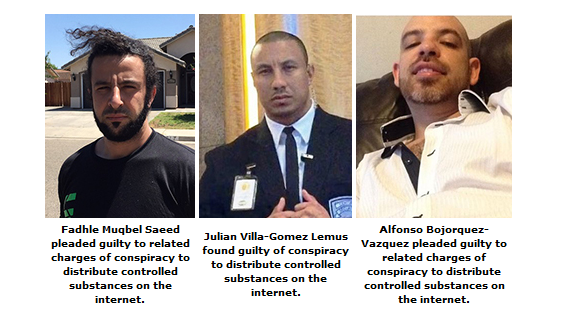 Fadhle Muqbel Saeed
pleaded guilty to related
charges of conspiracy to
distribute controlled
substances on the
internet.
Julian Villa-Gomez Lemus
found guilty of conspiracy
to distribute controlled
substances on the
internet.
Alfonso Bojorquez-
Vazquez pleaded guilty to
related charges of
conspiracy to distribute
controlled substances on
the internet.